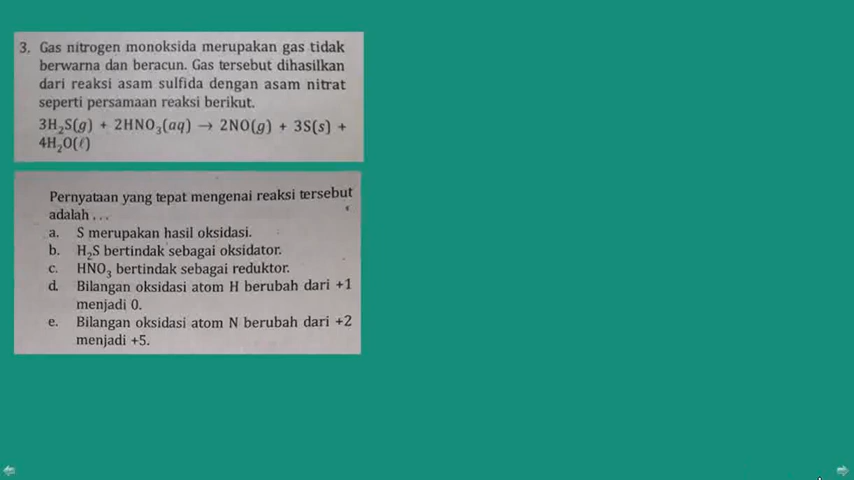 3. Gas nitrogen monoksida merupakan gas tidak
berwarna dan beracun. Gas tersebut dihasilkan
dari reaksi asam sulfida dengan asam nitrat
seperti persamaan reaksi berikut.
3H₂S(g) + 2HNO₃(aq) → 2NO(g) + 3S(s) +
4H₂O(ℓ)
Pernyataan yang tepat mengenai reaksi tersebut
adalah . . .
a. S merupakan hasil oksidasi.
b. H₂S bertindak sebagai oksidator.
c. HNO₃ bertindak sebagai reduktor.
d. Bilangan oksidasi atom H berubah dari +1
menjadi 0.
e. Bilangan oksidasi atom N berubah dari +2
menjadi +5.